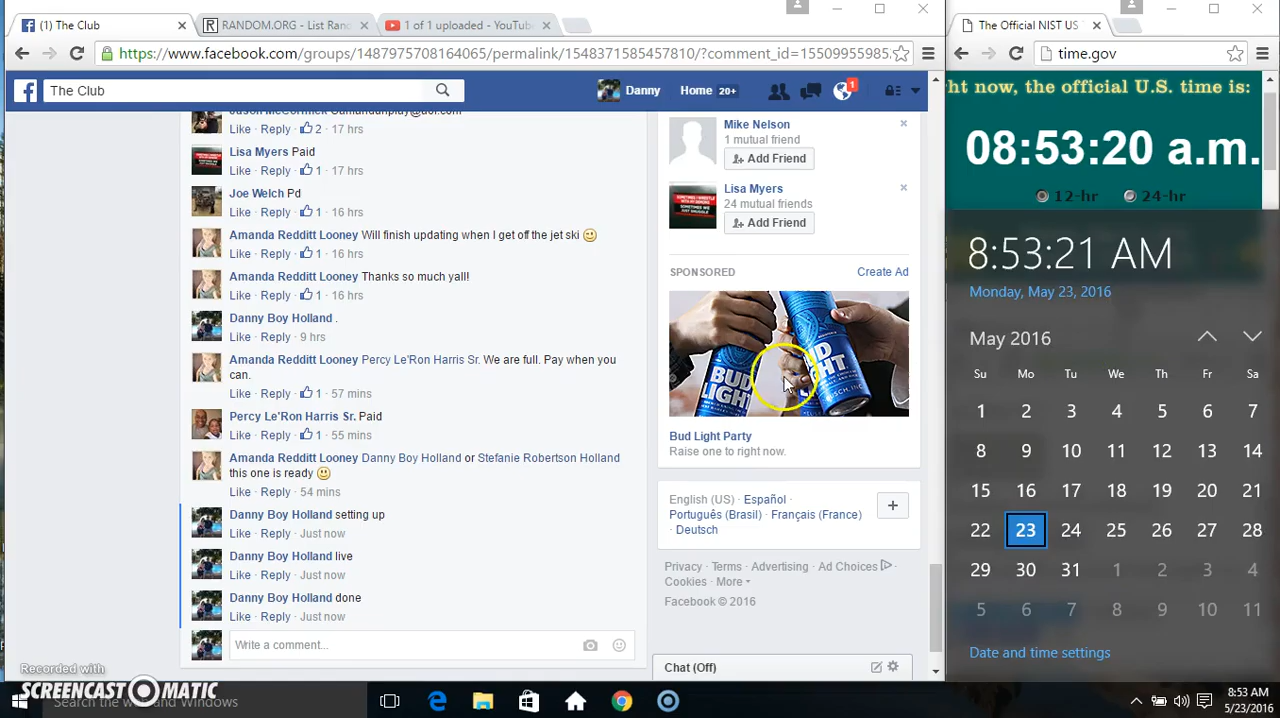 (1) The Club
RANDOM.ORG - List Ran
1 of 1 uploaded - YouTube
The Official NIST US
https://www.facebook.com/groups/1487975708164065/permalink/1548371585457810/?comment_id=15509955985
time.gov
The Club
Danny
Home 20+
1
ht now, the official U.S. time is:
08:53:20 a.m.
12-hr 24-hr
Like · Reply · 2 · 17 hrs
Lisa Myers Paid
Like · Reply · 1 · 17 hrs
Joe Welch Pd
Like · Reply · 1 · 16 hrs
Amanda Redditt Looney Will finish updating when I get off the jet ski
Like · Reply · 1 · 16 hrs
Amanda Redditt Looney Thanks so much yall!
Like · Reply · 1 · 16 hrs
Danny Boy Holland .
Like · Reply · 9 hrs
Amanda Redditt Looney Percy Le'Ron Harris Sr. We are full. Pay when you
can.
Like · Reply · 1 · 57 mins
Percy Le'Ron Harris Sr. Paid
Like · Reply · 1 · 55 mins
Amanda Redditt Looney Danny Boy Holland or Stefanie Robertson Holland
this one is ready
Like · Reply · 54 mins
Danny Boy Holland setting up
Like · Reply · Just now
Danny Boy Holland live
Like · Reply · Just now
Danny Boy Holland done
Like · Reply · Just now
Write a comment...
Mike Nelson
1 mutual friend
Add Friend
Lisa Myers
24 mutual friends
Add Friend
SPONSORED Create Ad
BUD
LIGHT
BUD
LIGHT
Bud Light Party
Raise one to right now.
English (US) · Español ·
Português (Brasil) · Français (France)
· Deutsch
Privacy · Terms · Advertising · Ad Choices
Cookies · More
Facebook © 2016
Chat (Off)
8:53:21 AM
Monday, May 23, 2016
May 2016
Su Mo Tu We Th Fr Sa
1 2 3 4 5 6 7
8 9 10 11 12 13 14
15 16 17 18 19 20 21
22 23 24 25 26 27 28
29 30 31 1 2 3 4
5 6 7 8 9 10 11
Date and time settings
Recorded with
SCREENCAST-O-MATIC
Search the web and Windows
8:53 AM
5/23/2016